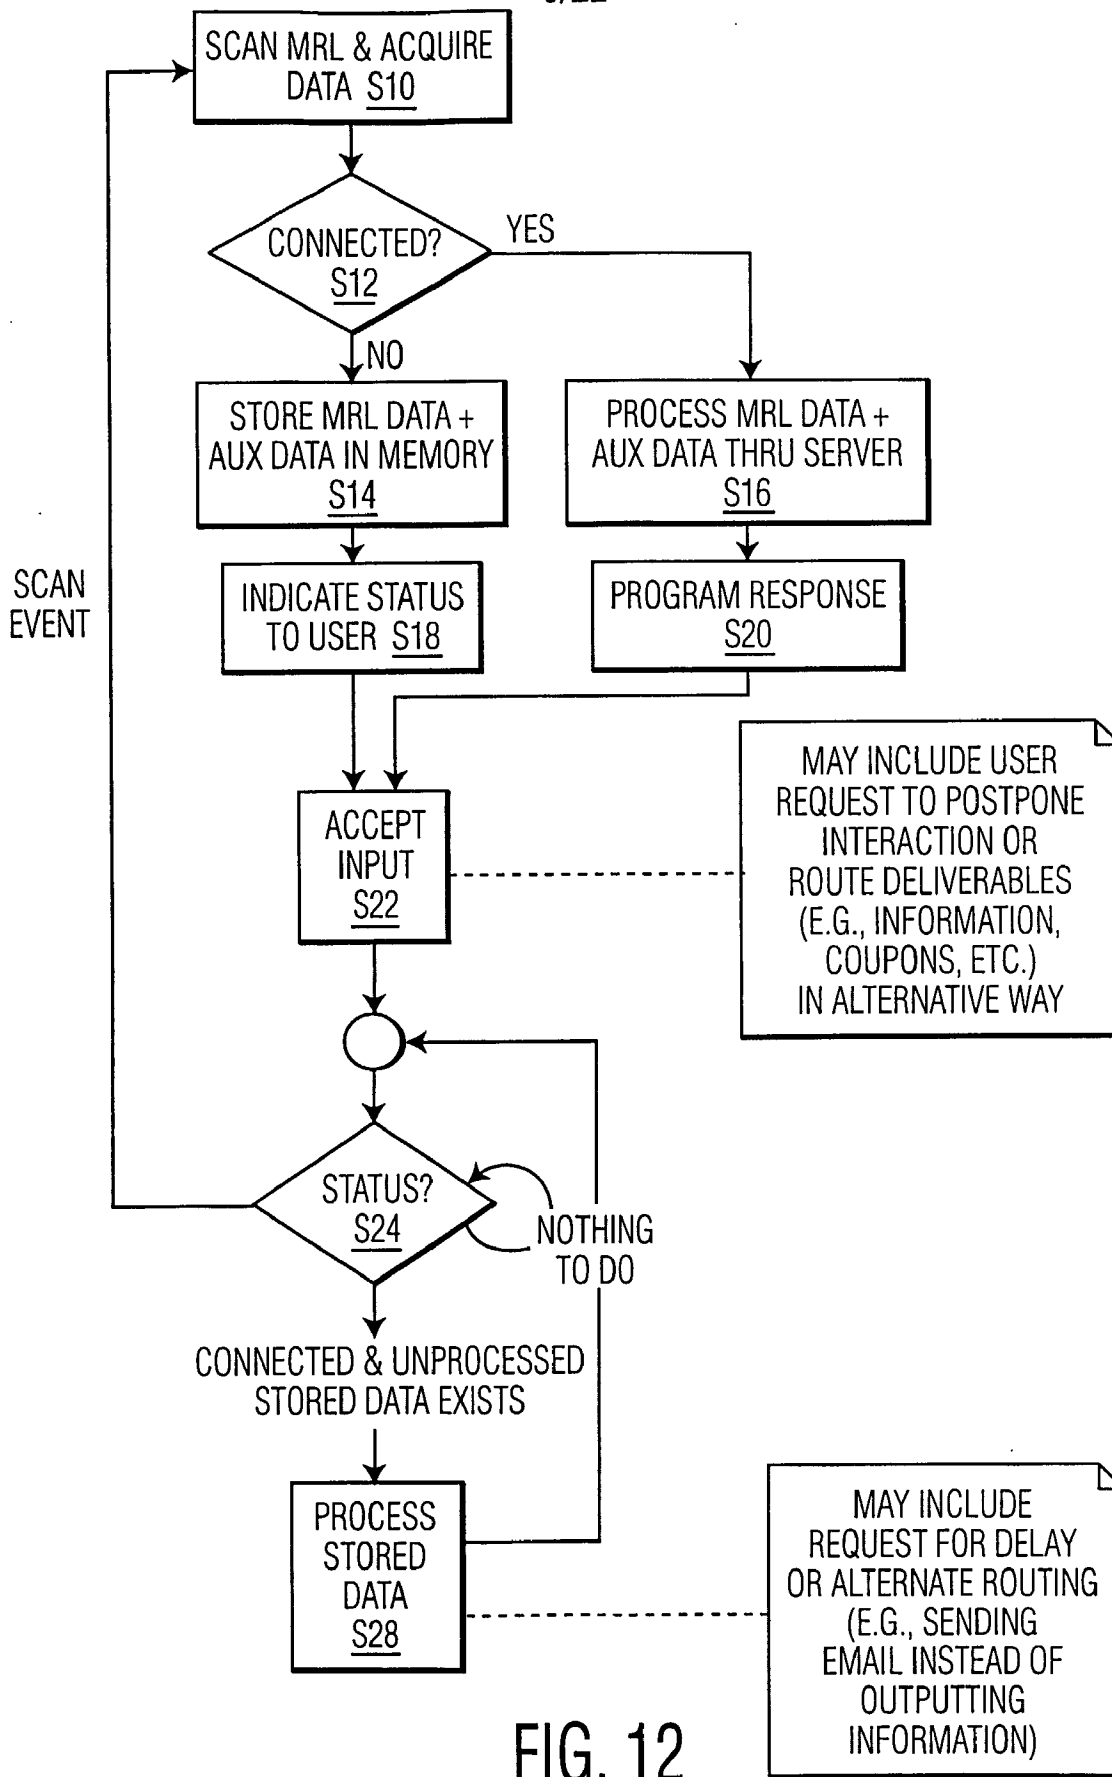 SCAN MRL & ACQUIRE
DATA S10
CONNECTED?
S12
YES
NO
STORE MRL DATA +
AUX DATA IN MEMORY
S14
PROCESS MRL DATA +
AUX DATA THRU SERVER
S16
SCAN
EVENT
INDICATE STATUS
TO USER S18
PROGRAM RESPONSE
S20
ACCEPT
INPUT
S22
MAY INCLUDE USER
REQUEST TO POSTPONE
INTERACTION OR
ROUTE DELIVERABLES
(E.G., INFORMATION,
COUPONS, ETC.)
IN ALTERNATIVE WAY
STATUS?
S24
NOTHING
TO DO
CONNECTED & UNPROCESSED
STORED DATA EXISTS
PROCESS
STORED
DATA
S28
MAY INCLUDE
REQUEST FOR DELAY
OR ALTERNATE ROUTING
(E.G., SENDING
EMAIL INSTEAD OF
OUTPUTTING
INFORMATION)
FIG. 12